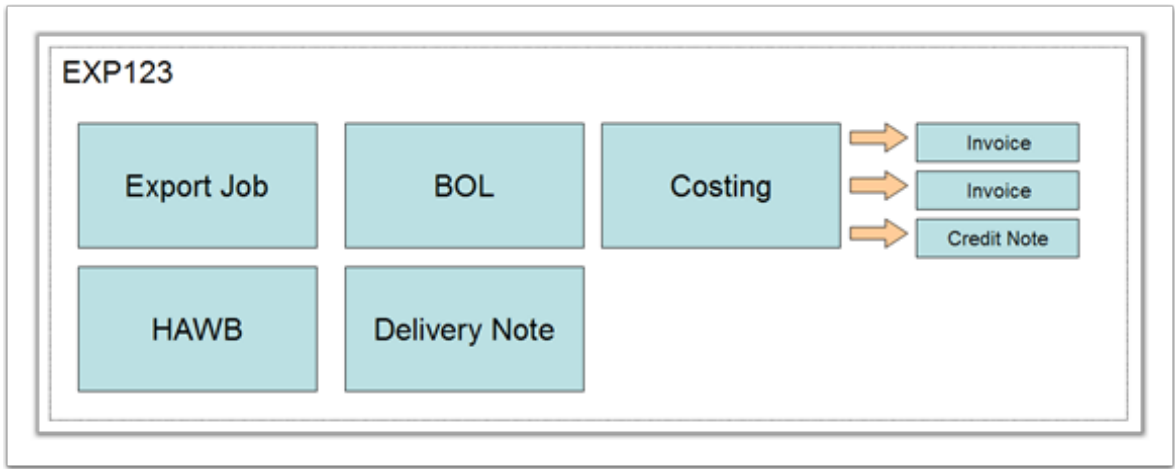 EXP123
Export Job
BOL
Costing
Invoice
Invoice
Credit Note
HAWB
Delivery Note